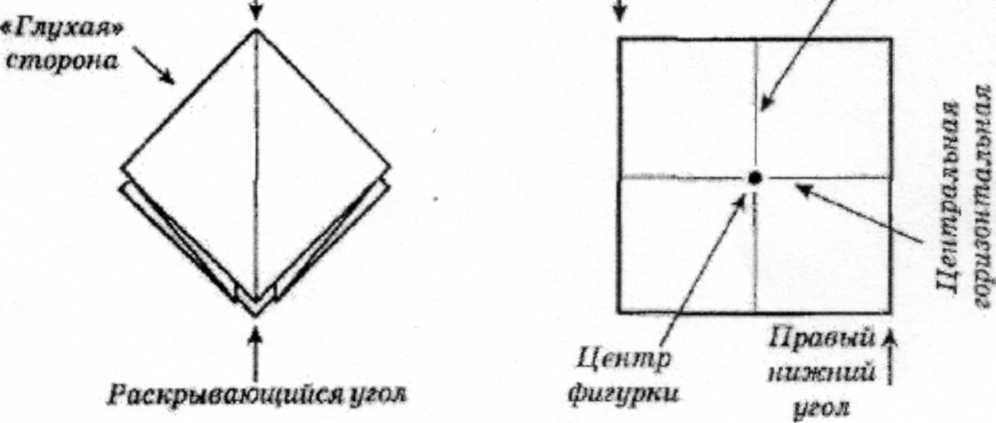 «Глухая»
сторона
Раскрывающийся угол
Центр
фигурки
Правый
нижний
угол
Центральная
горизонтальная